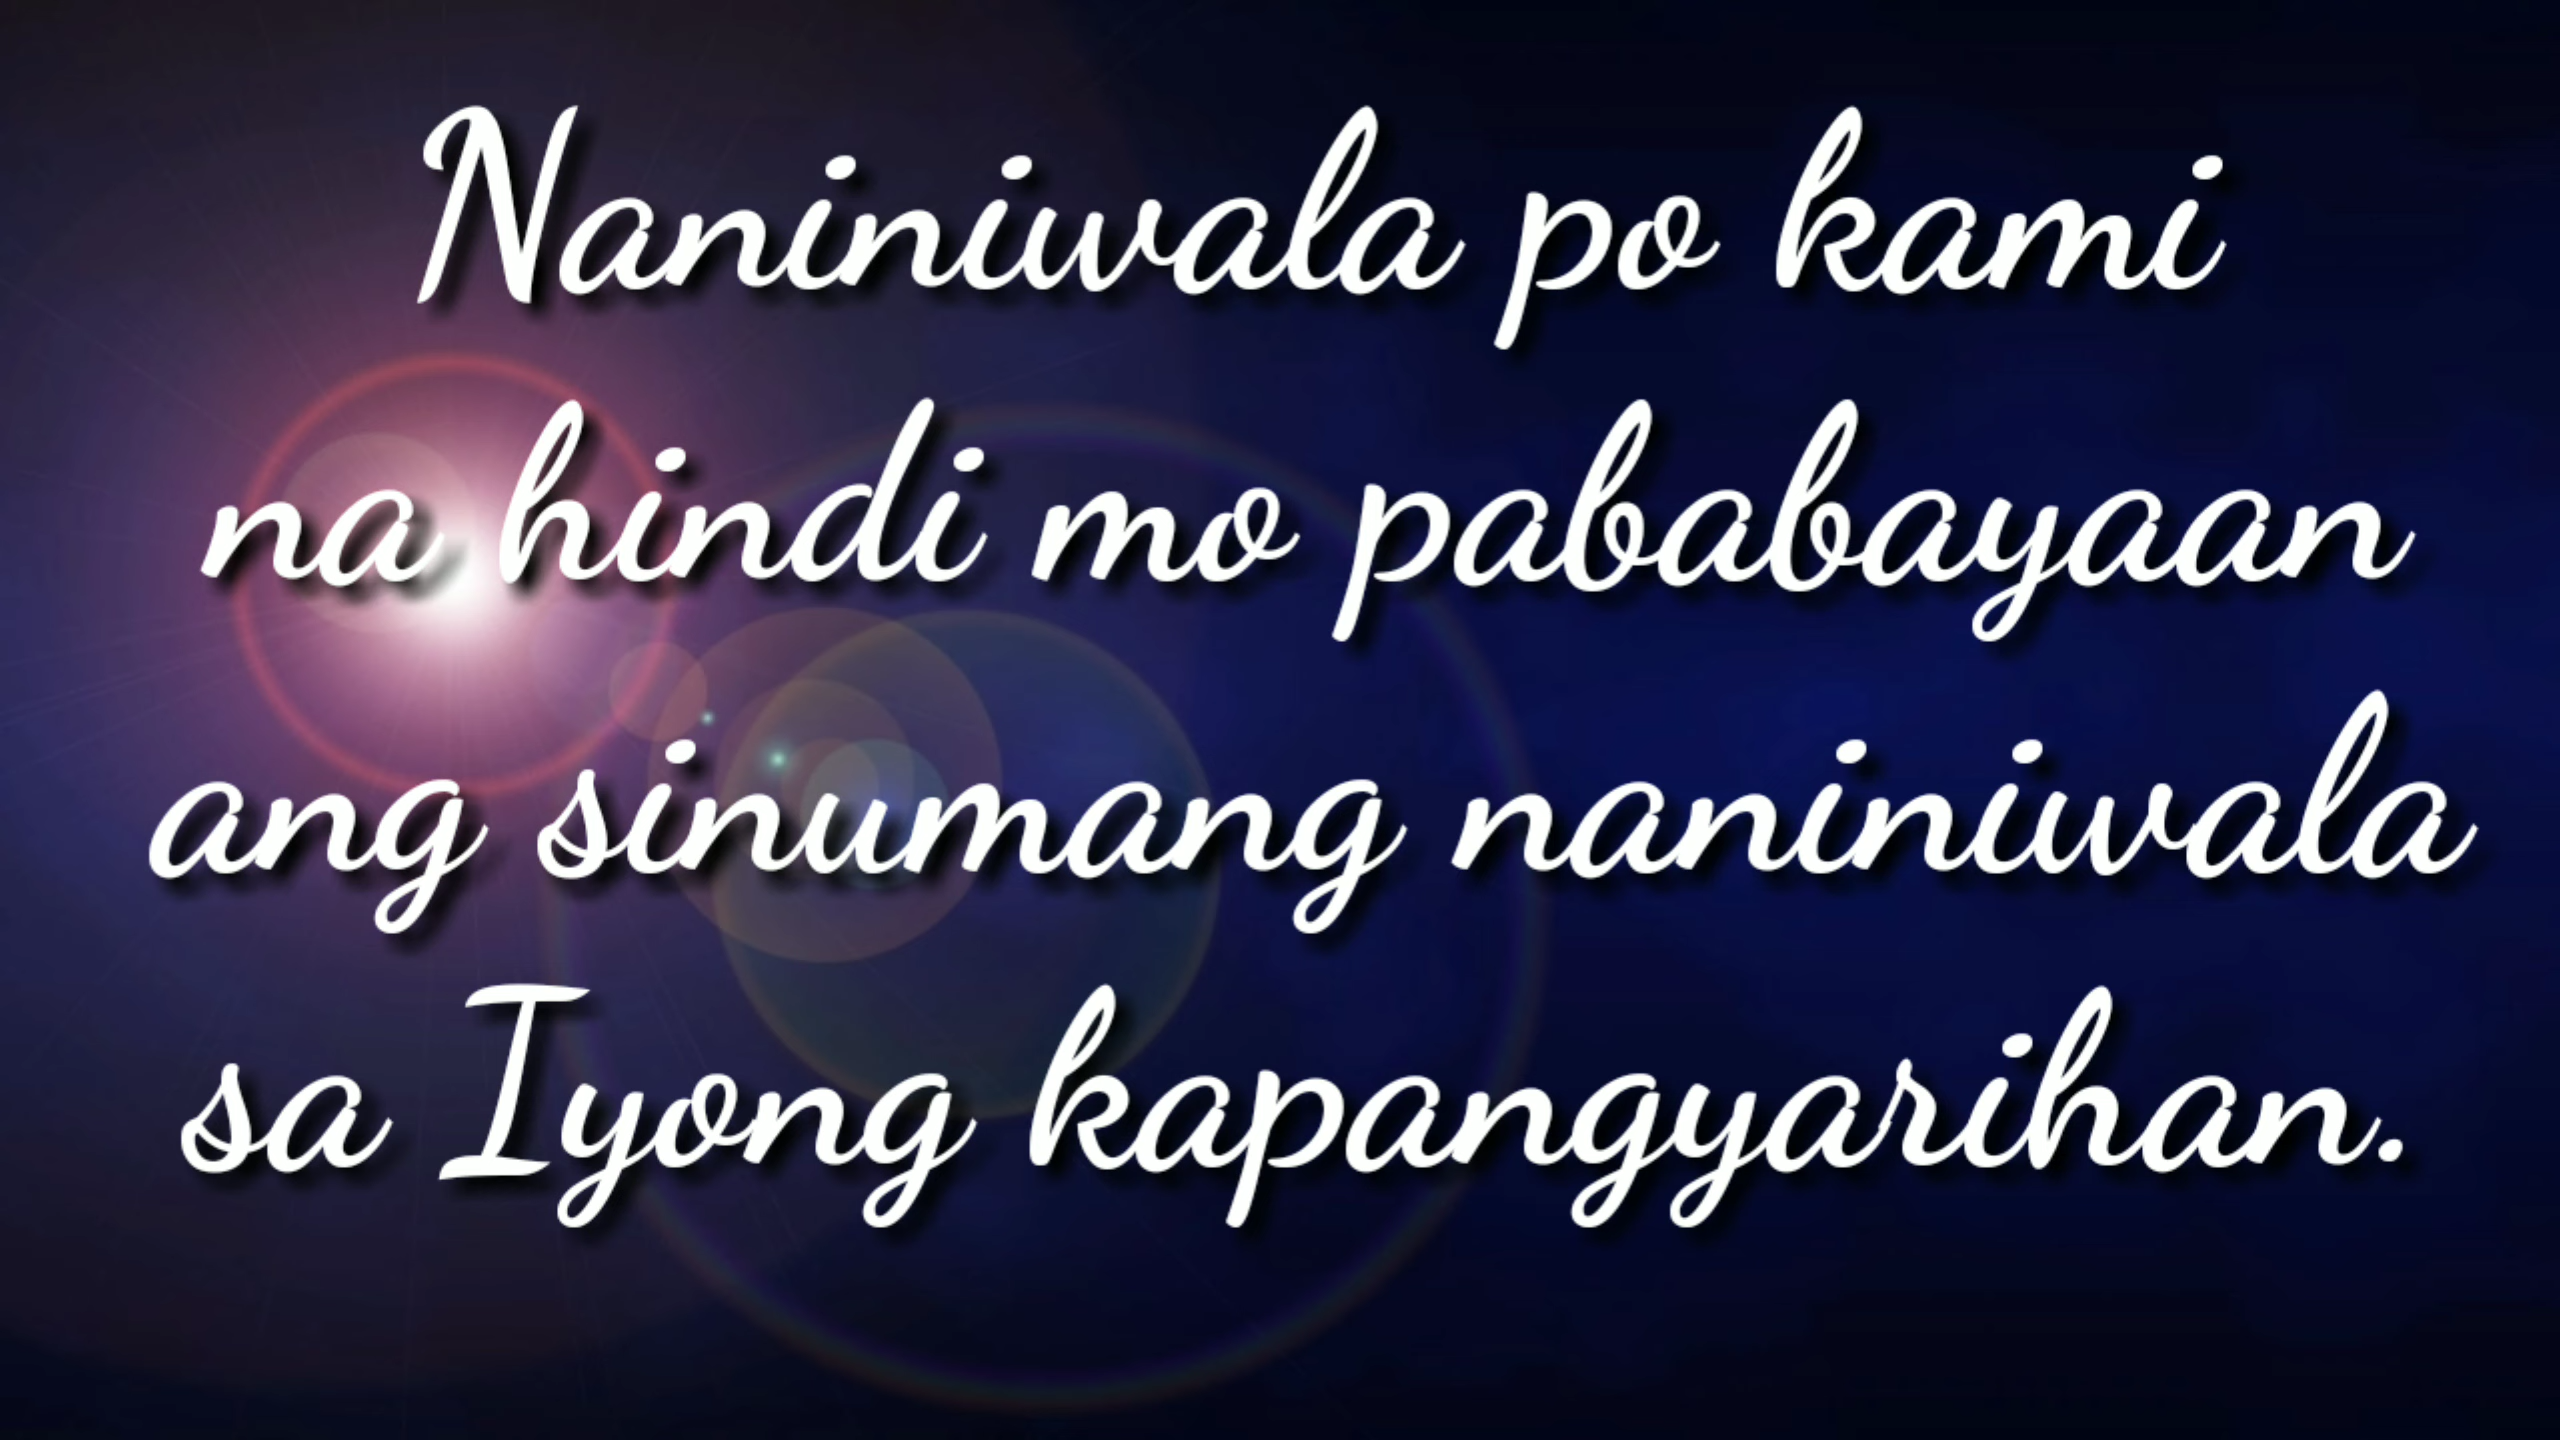 Naniniwala po kami
na hindi mo pababayaan
ang sinumang naniniwala
sa Iyong kapangyarihan.